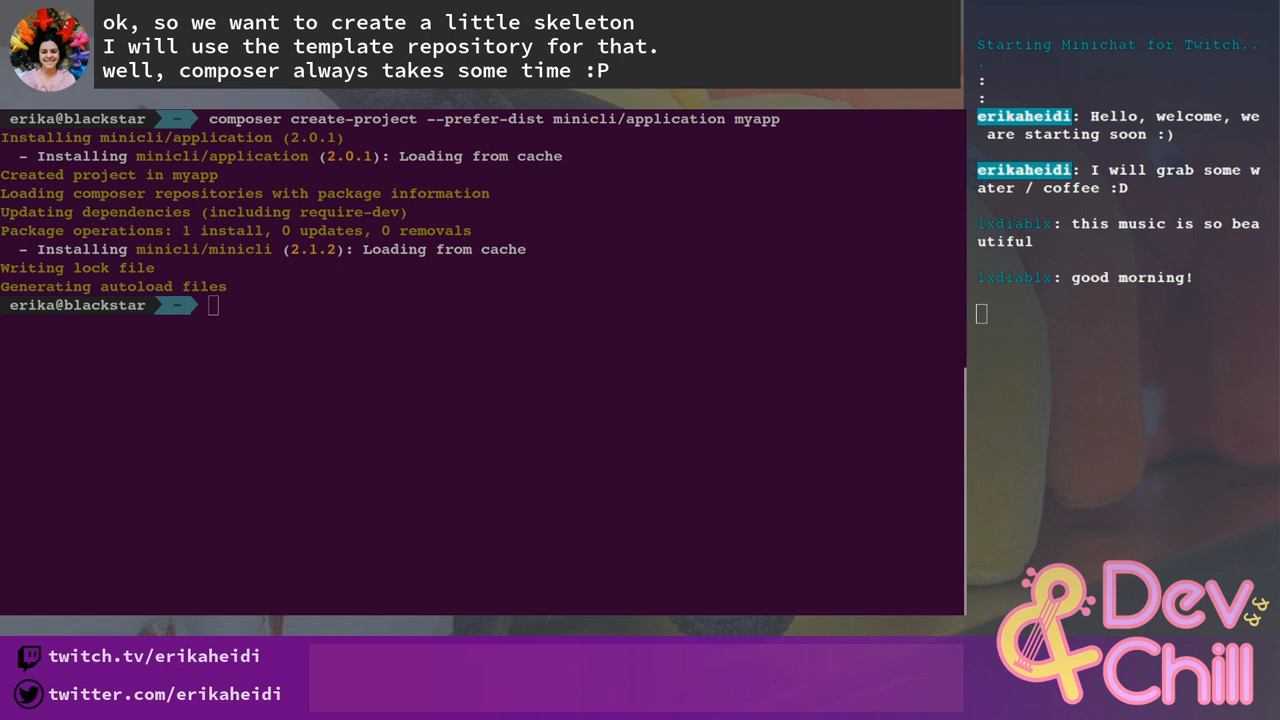 ok, so we want to create a little skeleton
I will use the template repository for that.
well, composer always takes some time :P
erika@blackstar ~ composer create-project --prefer-dist minicli/application myapp
Installing minicli/application (2.0.1)
- Installing minicli/application (2.0.1): Loading from cache
Created project in myapp
Loading composer repositories with package information
Updating dependencies (including require-dev)
Package operations: 1 install, 0 updates, 0 removals
- Installing minicli/minicli (2.1.2): Loading from cache
Writing lock file
Generating autoload files
erika@blackstar ~
Starting Minichat for Twitch..
.
:
:
erikaheidi: Hello, welcome, we
are starting soon :)
erikaheidi: I will grab some w
ater / coffee :D
lxdiablx: this music is so bea
utiful
lxdiablx: good morning!
twitch.tv/erikaheidi
twitter.com/erikaheidi
& Dev &&
Chill